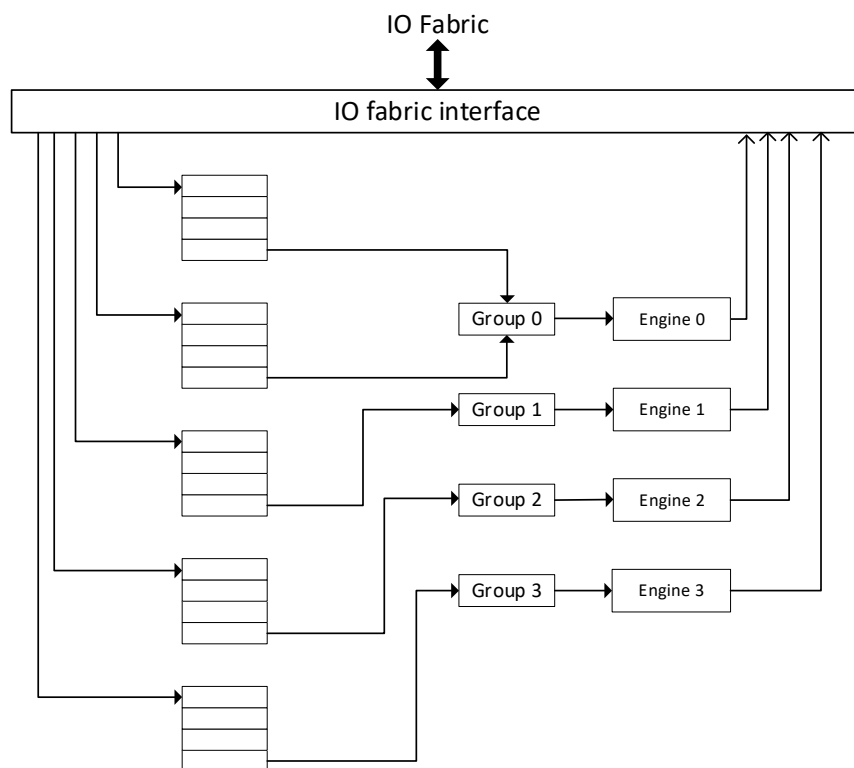 IO Fabric
IO fabric interface
Group 0
Engine 0
Group 1
Engine 1
Group 2
Engine 2
Group 3
Engine 3